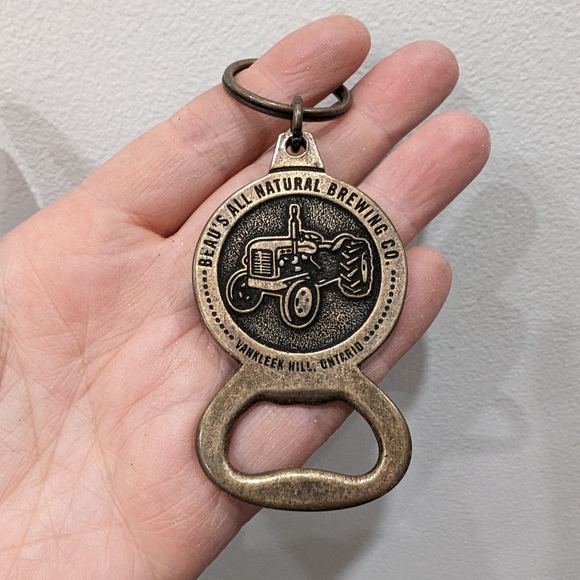 BEAU'S ALL NATURAL BREWING CO.
VANKLEEK HILL, ONTARIO